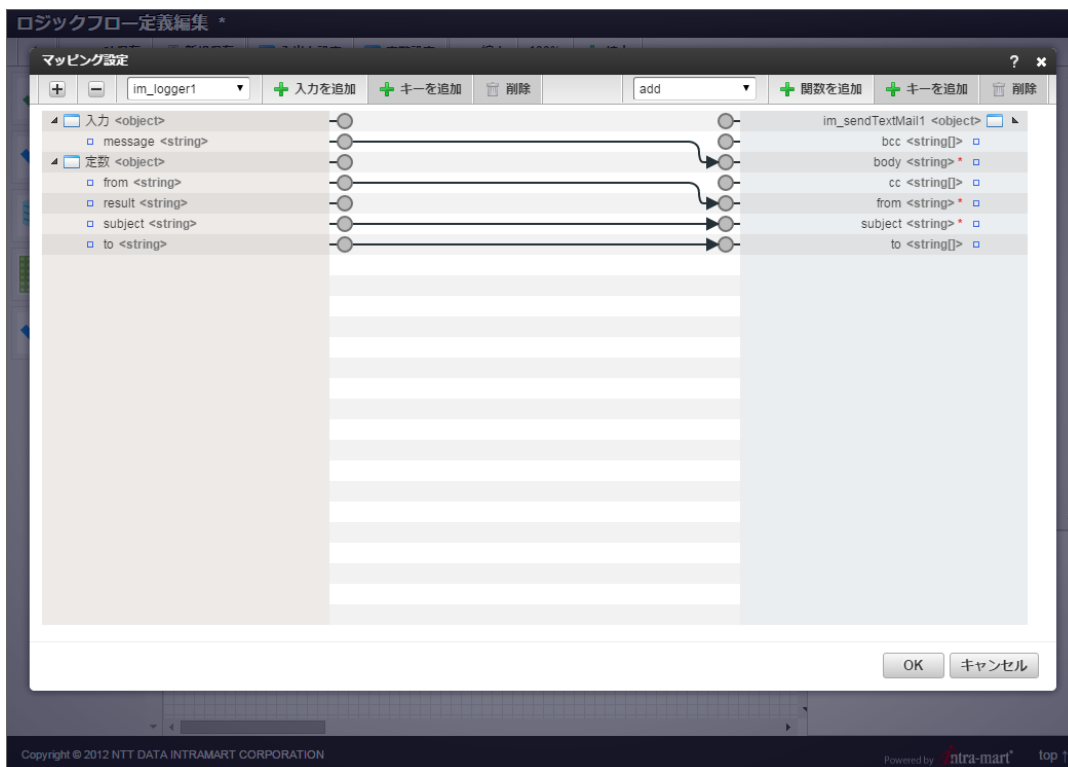 ロジックフロー定義編集 *
マッピング設定 ?
im_logger1 入力を追加 キーを追加 削除 add 関数を追加 キーを追加 削除
入力 <object> im_sendTextMail1 <object>
message <string> bcc <string[]>
定数 <object> body <string> *
from <string> cc <string[]>
result <string> from <string> *
subject <string> subject <string> *
to <string> to <string[]>
OK キャンセル
Copyright © 2012 NTT DATA INTRAMART CORPORATION Powered by intra-mart top ↑